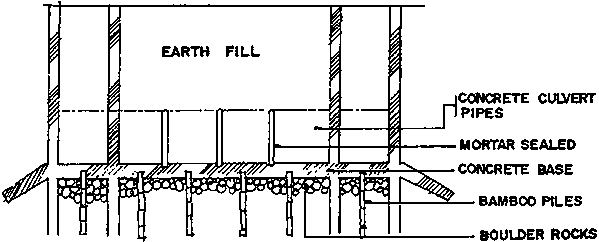 EARTH FILL
CONCRETE CULVERT
PIPES
MORTAR SEALED
CONCRETE BASE
BAMBOO PILES
BOULDER ROCKS